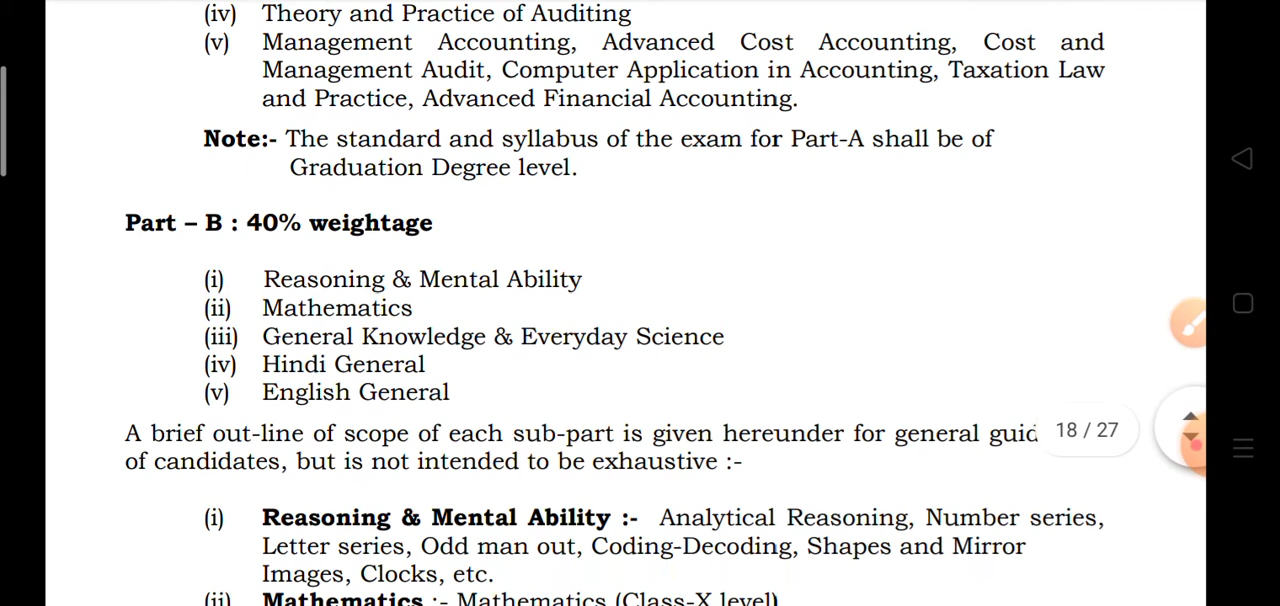 (iv) Theory and Practice of Auditing
(v) Management Accounting, Advanced Cost Accounting, Cost and
Management Audit, Computer Application in Accounting, Taxation Law
and Practice, Advanced Financial Accounting.
Note:- The standard and syllabus of the exam for Part-A shall be of
Graduation Degree level.
Part – B : 40% weightage
(i) Reasoning & Mental Ability
(ii) Mathematics
(iii) General Knowledge & Everyday Science
(iv) Hindi General
(v) English General
A brief out-line of scope of each sub-part is given hereunder for general guid
18 / 27
of candidates, but is not intended to be exhaustive :-
(i) Reasoning & Mental Ability :- Analytical Reasoning, Number series,
Letter series, Odd man out, Coding-Decoding, Shapes and Mirror
Images, Clocks, etc.
(ii) Mathematics :- Mathematics (Class-X level)